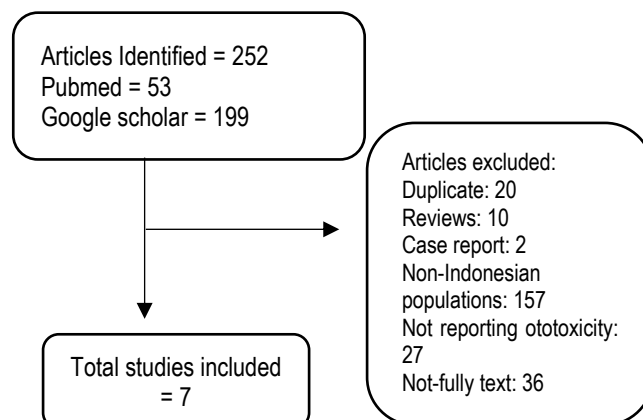 Articles Identified = 252
Pubmed = 53
Google scholar = 199
Articles excluded:
Duplicate: 20
Reviews: 10
Case report: 2
Non-Indonesian
populations: 157
Not reporting ototoxicity:
27
Not-fully text: 36
Total studies included
= 7